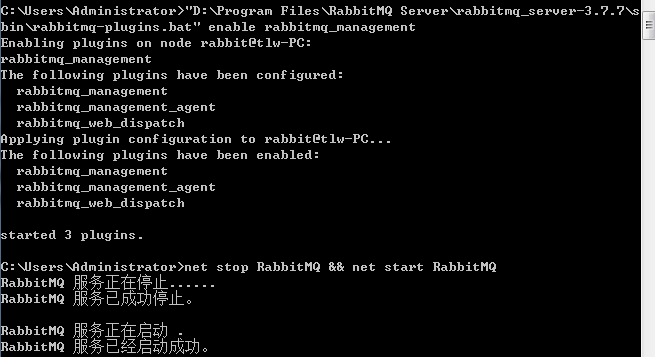 C:\Users\Administrator>"D:\Program Files\RabbitMQ Server\rabbitmq_server-3.7.7\s
bin\rabbitmq-plugins.bat" enable rabbitmq_management
Enabling plugins on node rabbit@tlw-PC:
rabbitmq_management
The following plugins have been configured:
  rabbitmq_management
  rabbitmq_management_agent
  rabbitmq_web_dispatch
Applying plugin configuration to rabbit@tlw-PC...
The following plugins have been enabled:
  rabbitmq_management
  rabbitmq_management_agent
  rabbitmq_web_dispatch
started 3 plugins.
C:\Users\Administrator>net stop RabbitMQ && net start RabbitMQ
RabbitMQ 服务正在停止......
RabbitMQ 服务已成功停止。
RabbitMQ 服务正在启动 .
RabbitMQ 服务已经启动成功。